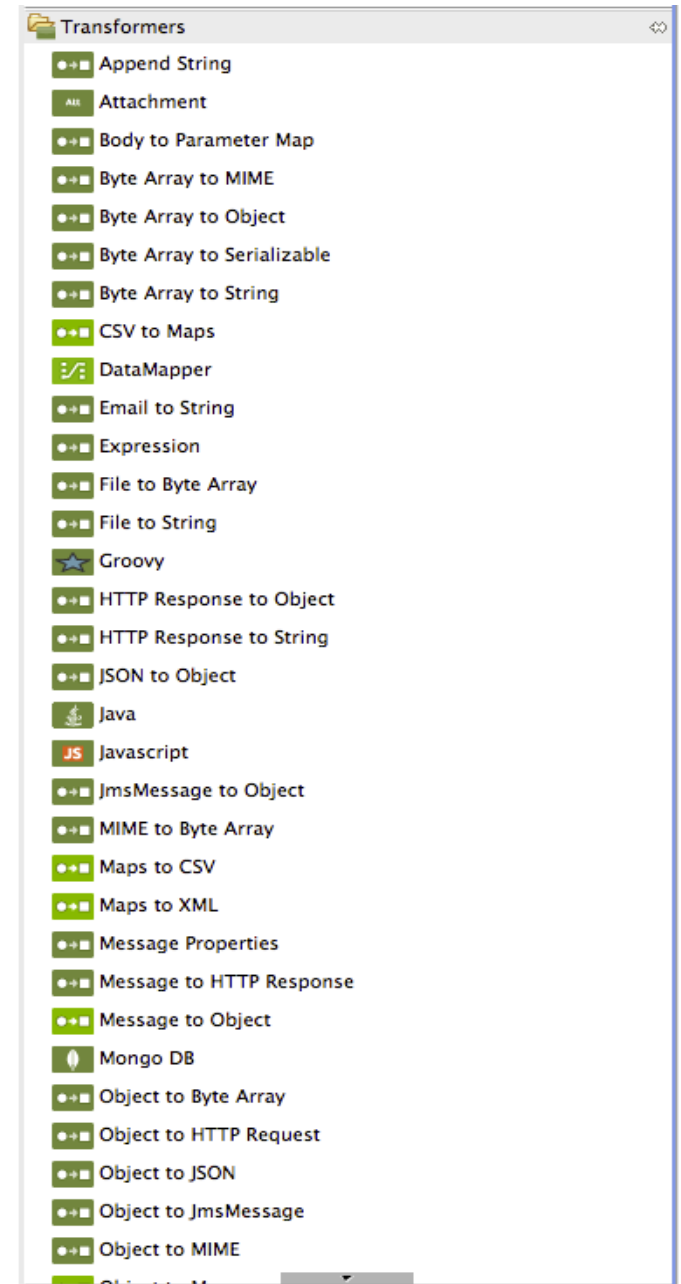 Transformers
Append String
Att
Attachment
Body to Parameter Map
Byte Array to MIME
Byte Array to Object
Byte Array to Serializable
Byte Array to String
CSV to Maps
DataMapper
Email to String
Expression
File to Byte Array
File to String
Groovy
HTTP Response to Object
HTTP Response to String
JSON to Object
Java
JS Javascript
JmsMessage to Object
MIME to Byte Array
Maps to CSV
Maps to XML
Message Properties
Message to HTTP Response
Message to Object
Mongo DB
Object to Byte Array
Object to HTTP Request
Object to JSON
Object to JmsMessage
Object to MIME